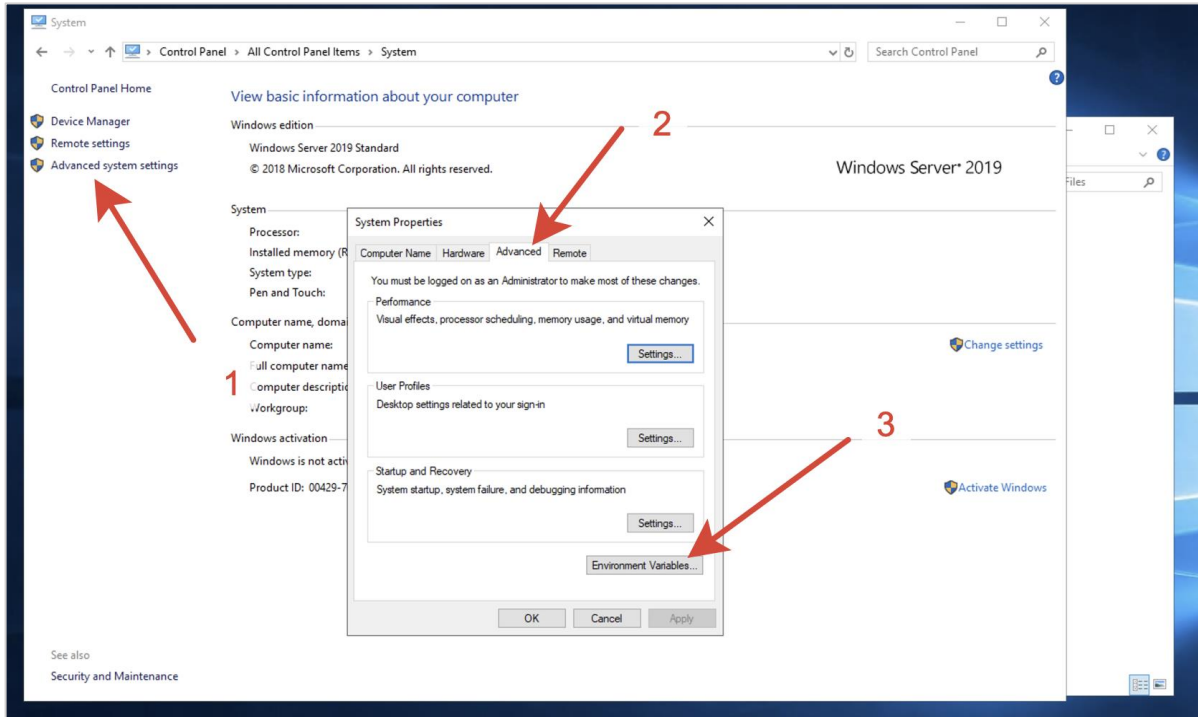 System
Control Panel > All Control Panel Items > System
Search Control Panel
Control Panel Home
Device Manager
Remote settings
Advanced system settings
View basic information about your computer
Windows edition
Windows Server 2019 Standard
© 2018 Microsoft Corporation. All rights reserved.
Windows Server 2019
System
Processor:
Installed memory (R
System type:
Pen and Touch:
Computer name, domai
Computer name:
ull computer name
omputer descriptio
Workgroup:
Change settings
Windows activation
Windows is not activ
Product ID: 00429-7
Activate Windows
See also
Security and Maintenance
System Properties
Computer Name
Hardware
Advanced
Remote
You must be logged on as an Administrator to make most of these changes.
Performance
Visual effects, processor scheduling, memory usage, and virtual memory
Settings...
User Profiles
Desktop settings related to your sign-in
Settings...
Startup and Recovery
System startup, system failure, and debugging information
Settings...
Environment Variables...
OK
Cancel
Apply
Files
1
2
3